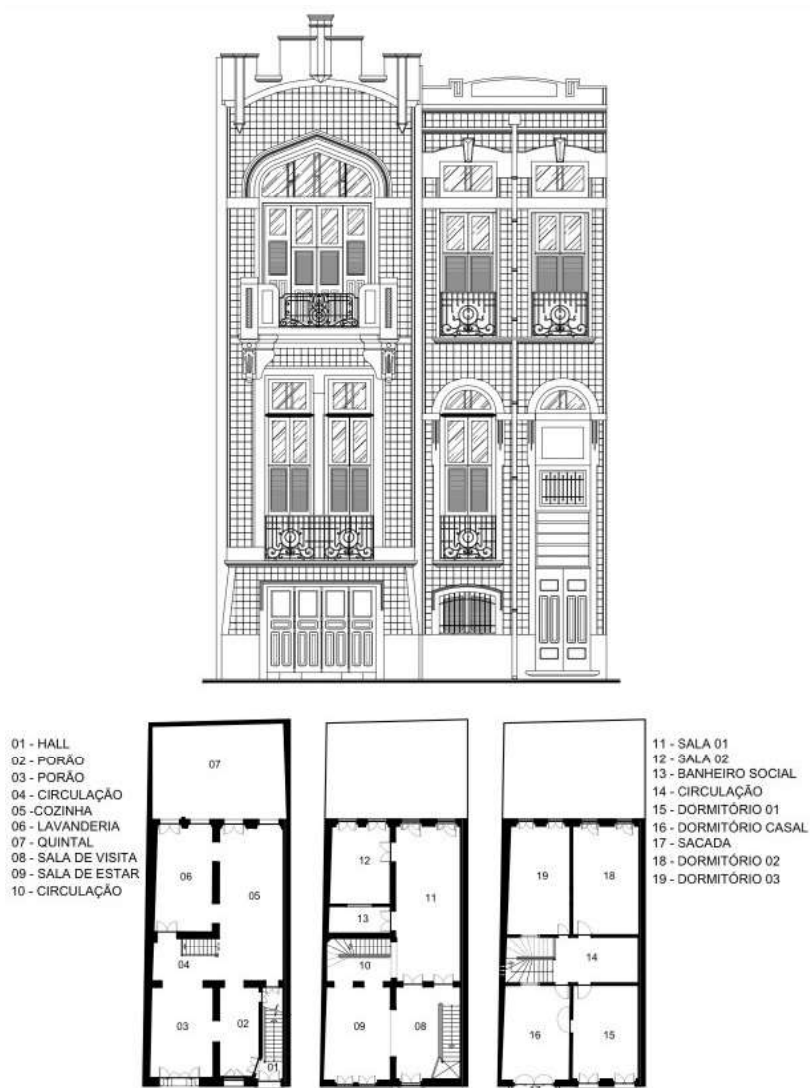 01 - HALL
02 - PORÃO
03 - PORÃO
04 - CIRCULAÇÃO
05 -COZINHA
06 - LAVANDERIA
07 - QUINTAL
08 - SALA DE VISITA
09 - SALA DE ESTAR
10 - CIRCULAÇÃO
07
06
05
04
03
02
01
12
11
13
10
09
08
19
18
14
16
15
11 - SALA 01
12 - SALA 02
13 - BANHEIRO SOCIAL
14 - CIRCULAÇÃO
15 - DORMITÓRIO 01
16 - DORMITÓRIO CASAL
17 - SACADA
18 - DORMITÓRIO 02
19 - DORMITÓRIO 03